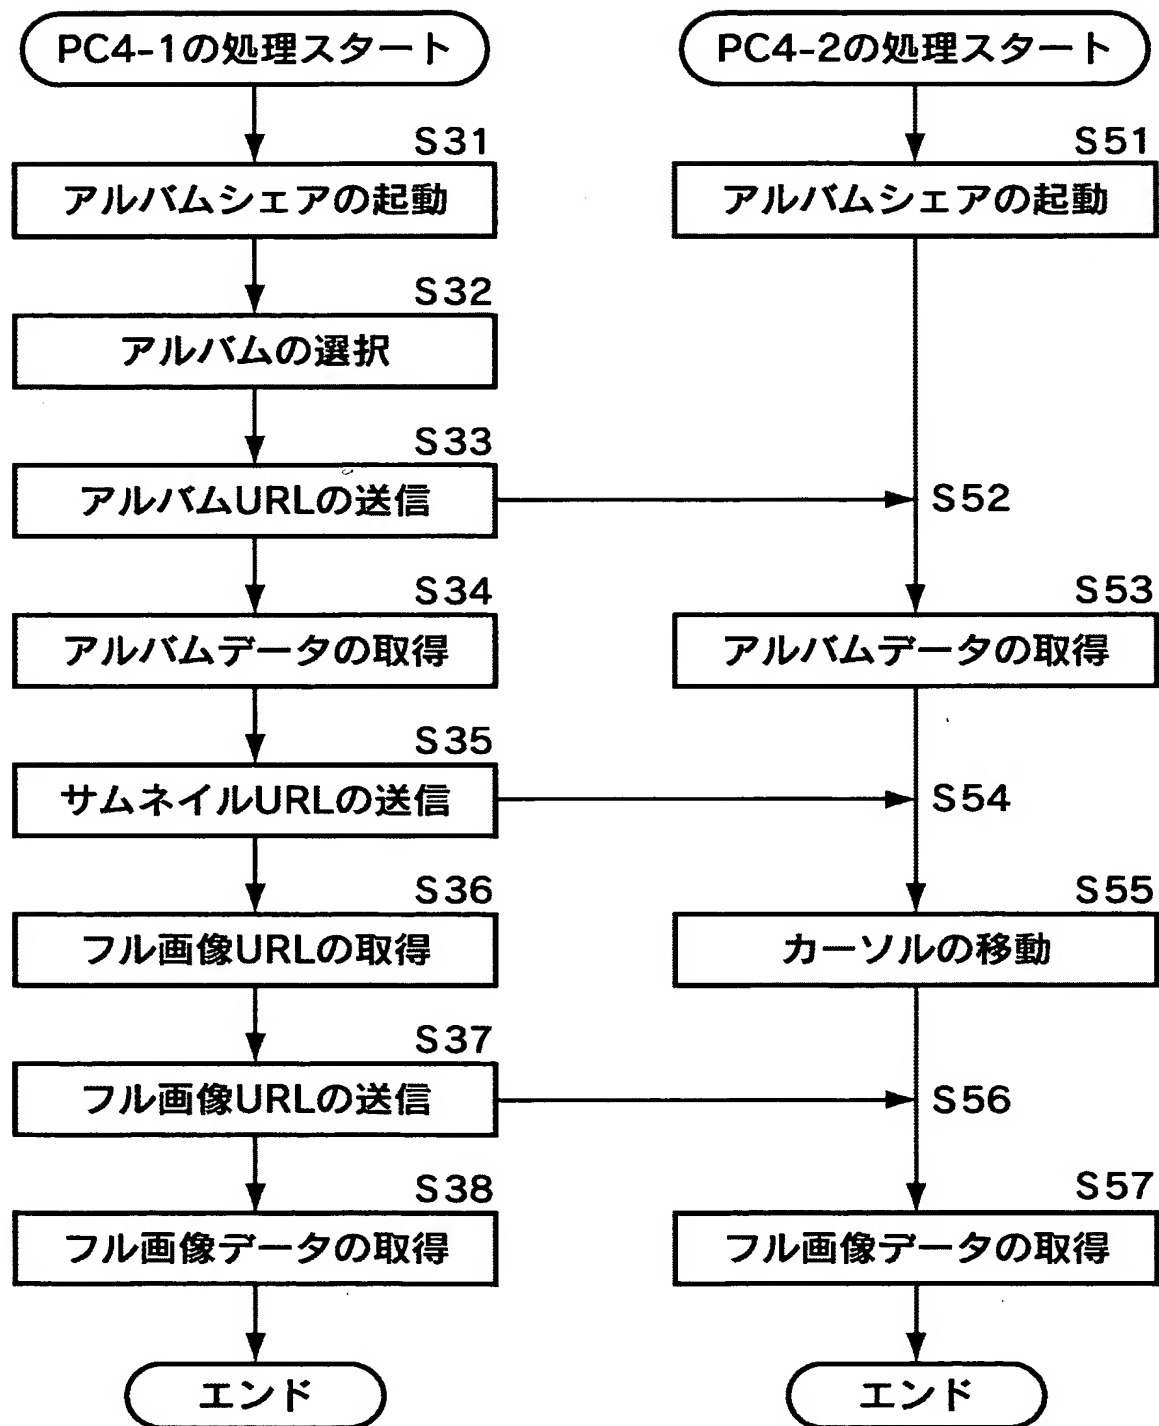 PC4-1の処理スタート
PC4-2の処理スタート
S31
アルバムシェアの起動
S51
アルバムシェアの起動
S32
アルバムの選択
S33
アルバムURLの送信
S52
S34
アルバムデータの取得
S53
アルバムデータの取得
S35
サムネイルURLの送信
S54
S36
フル画像URLの取得
S55
カーソルの移動
S37
フル画像URLの送信
S56
S38
フル画像データの取得
S57
フル画像データの取得
エンド
エンド